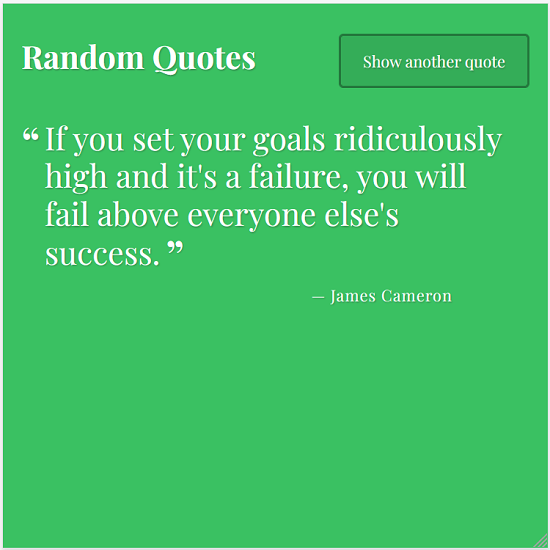 Random Quotes
Show another quote
“ If you set your goals ridiculously
high and it's a failure, you will
fail above everyone else's
success. ”
— James Cameron